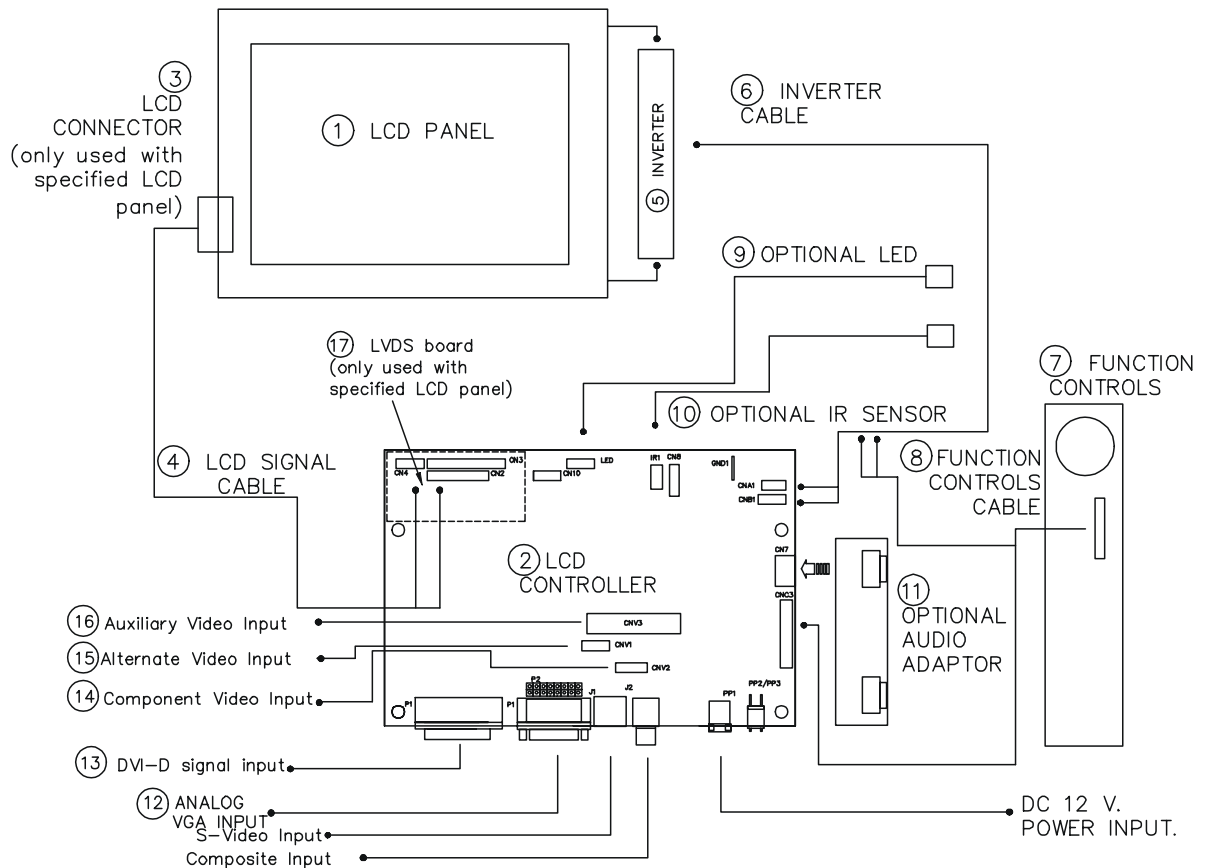 ③
LCD
CONNECTOR
(only used with
specified LCD
panel)
① LCD PANEL
⑤ INVERTER
⑥ INVERTER
CABLE
⑨ OPTIONAL LED
⑩ OPTIONAL IR SENSOR
⑦ FUNCTION
CONTROLS
⑧ FUNCTION
CONTROLS
CABLE
⑰ LVDS board
(only used with
specified LCD panel)
④ LCD SIGNAL
CABLE
CN4
CN3
CN2
CN10
LED
IR1
CN8
GND1
CNA1
CNB1
CN7
CNC3
② LCD
CONTROLLER
⑪
OPTIONAL
AUDIO
ADAPTOR
⑯ Auxiliary Video Input
CNV3
⑮ Alternate Video Input
CNV1
⑭ Component Video Input
CNV2
P1
P2
P1
J1
J2
PP1
PP2/PP3
⑬ DVI-D signal input
⑫ ANALOG
VGA INPUT
S-Video Input
Composite Input
DC 12 V.
POWER INPUT.